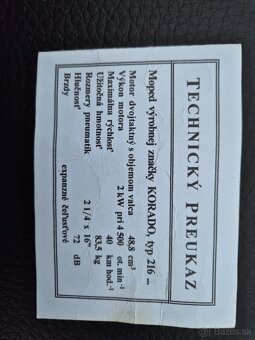 TECHNICKÝ PREUKAZ
Moped výrobnej značky KORADO, typ 216 ...
Motor dvojtaktný s objemom valca 48,8 cm³
Výkon motora 2 kW pri 4 500 ot. min⁻¹
Maximálna rýchlosť 40 km hod.⁻¹
Užitočná hmotnosť 83,5 kg
Rozmery pneumatík 2 1/4 x 16"
Hlučnosť 72 dB
Brzdy expanzné čeľusťové
bazos.sk